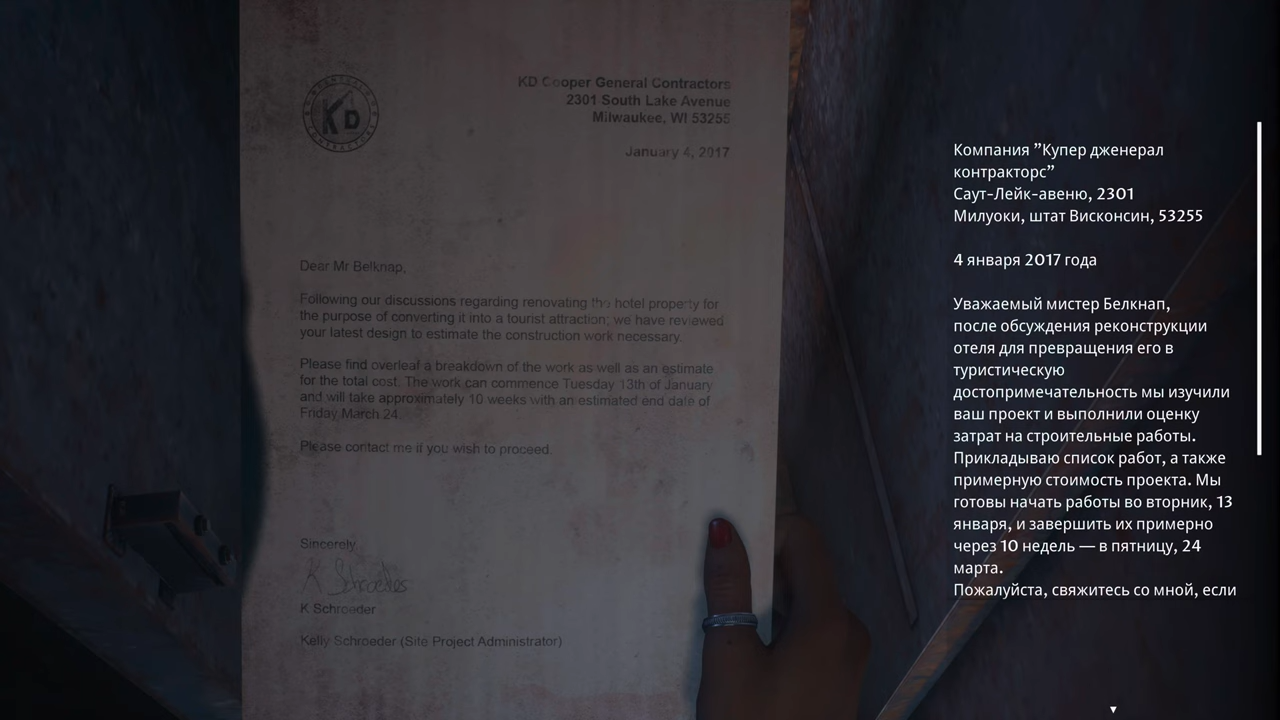 KD
KD Cooper General Contractors
2301 South Lake Avenue
Milwaukee, WI 53255
January 4, 2017
Dear Mr Belknap,
Following our discussions regarding renovating the hotel property for
the purpose of converting it into a tourist attraction; we have reviewed
your latest design to estimate the construction work necessary.
Please find overleaf a breakdown of the work as well as an estimate
for the total cost. The work can commence Tuesday 13th of January
and will take approximately 10 weeks with an estimated end date of
Friday March 24.
Please contact me if you wish to proceed.
Sincerely
K Schroeder
K Schroeder
Kelly Schroeder (Site Project Administrator)
Компания ”Купер дженерал
контракторс”
Саут-Лейк-авеню, 2301
Милуоки, штат Висконсин, 53255
4 января 2017 года
Уважаемый мистер Белкнап,
после обсуждения реконструкции
отеля для превращения его в
туристическую
достопримечательность мы изучили
ваш проект и выполнили оценку
затрат на строительные работы.
Прикладываю список работ, а также
примерную стоимость проекта. Мы
готовы начать работы во вторник, 13
января, и завершить их примерно
через 10 недель — в пятницу, 24
марта.
Пожалуйста, свяжитесь со мной, если